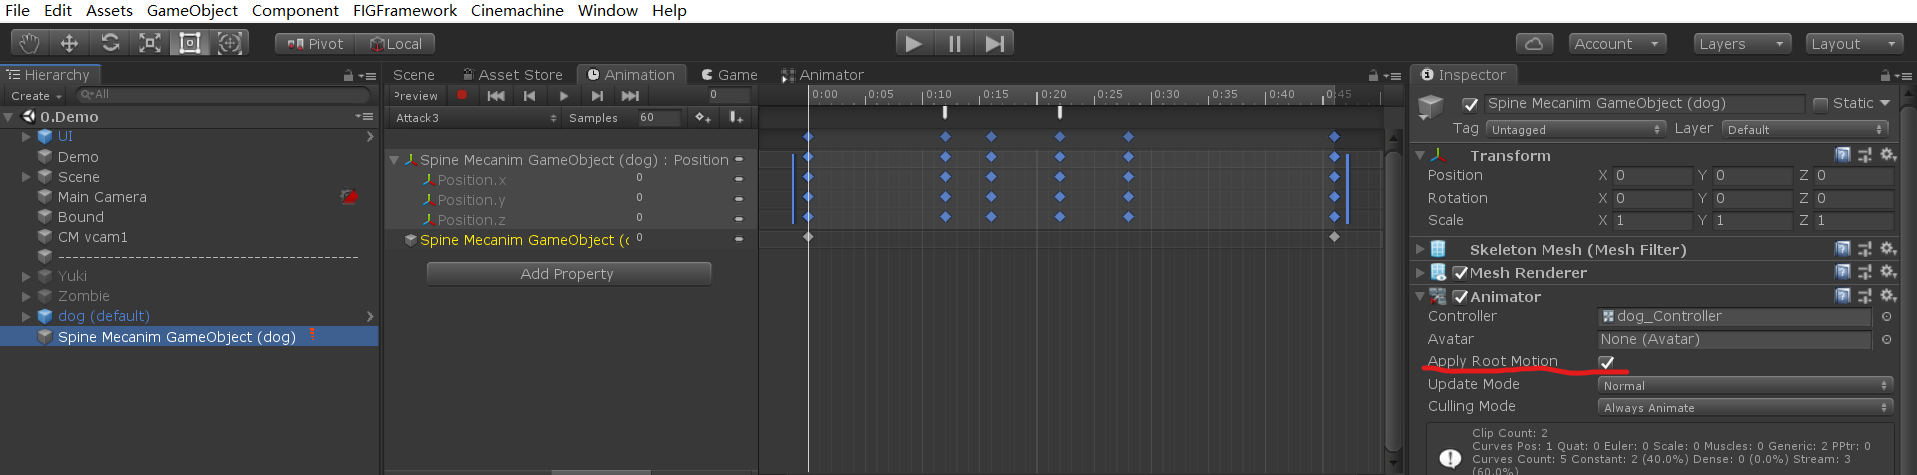 File Edit Assets GameObject Component FIGFramework Cinemachine Window Help
Pivot Local Account Layers Layout
Hierarchy
Create All
0.Demo
UI
Demo
Scene
Main Camera
Bound
CM vcam1
----------------------------------------
Yuki
Zombie
dog (default)
Spine Mecanim GameObject (dog)
Scene Asset Store Animation Game Animator
Preview 0
Attack3 Samples 60
0:00 0:05 0:10 0:15 0:21 0:30 0:35 0:40 0:45
Spine Mecanim GameObject (dog) : Position
Position.x 0
Position.y 0
Position.z 0
Spine Mecanim GameObject ( 0
Add Property
Inspector
Spine Mecanim GameObject (dog) Static
Tag Untagged Layer Default
Transform
Position X 0 Y 0 Z 0
Rotation X 0 Y 0 Z 0
Scale X 1 Y 1 Z 1
Skeleton Mesh (Mesh Filter)
Mesh Renderer
Animator
Controller dog_Controller
Avatar None (Avatar)
Apply Root Motion
Update Mode Normal
Culling Mode Always Animate
Clip Count: 2
Curves Pos: 1 Quat: 0 Euler: 0 Scale: 0 Muscles: 0 Generic: 2 PPtr: 0
Curves Count: 5 Constant: 2 (40.0%) Dense: 0 (0.0%) Stream: 3
(60.0%)